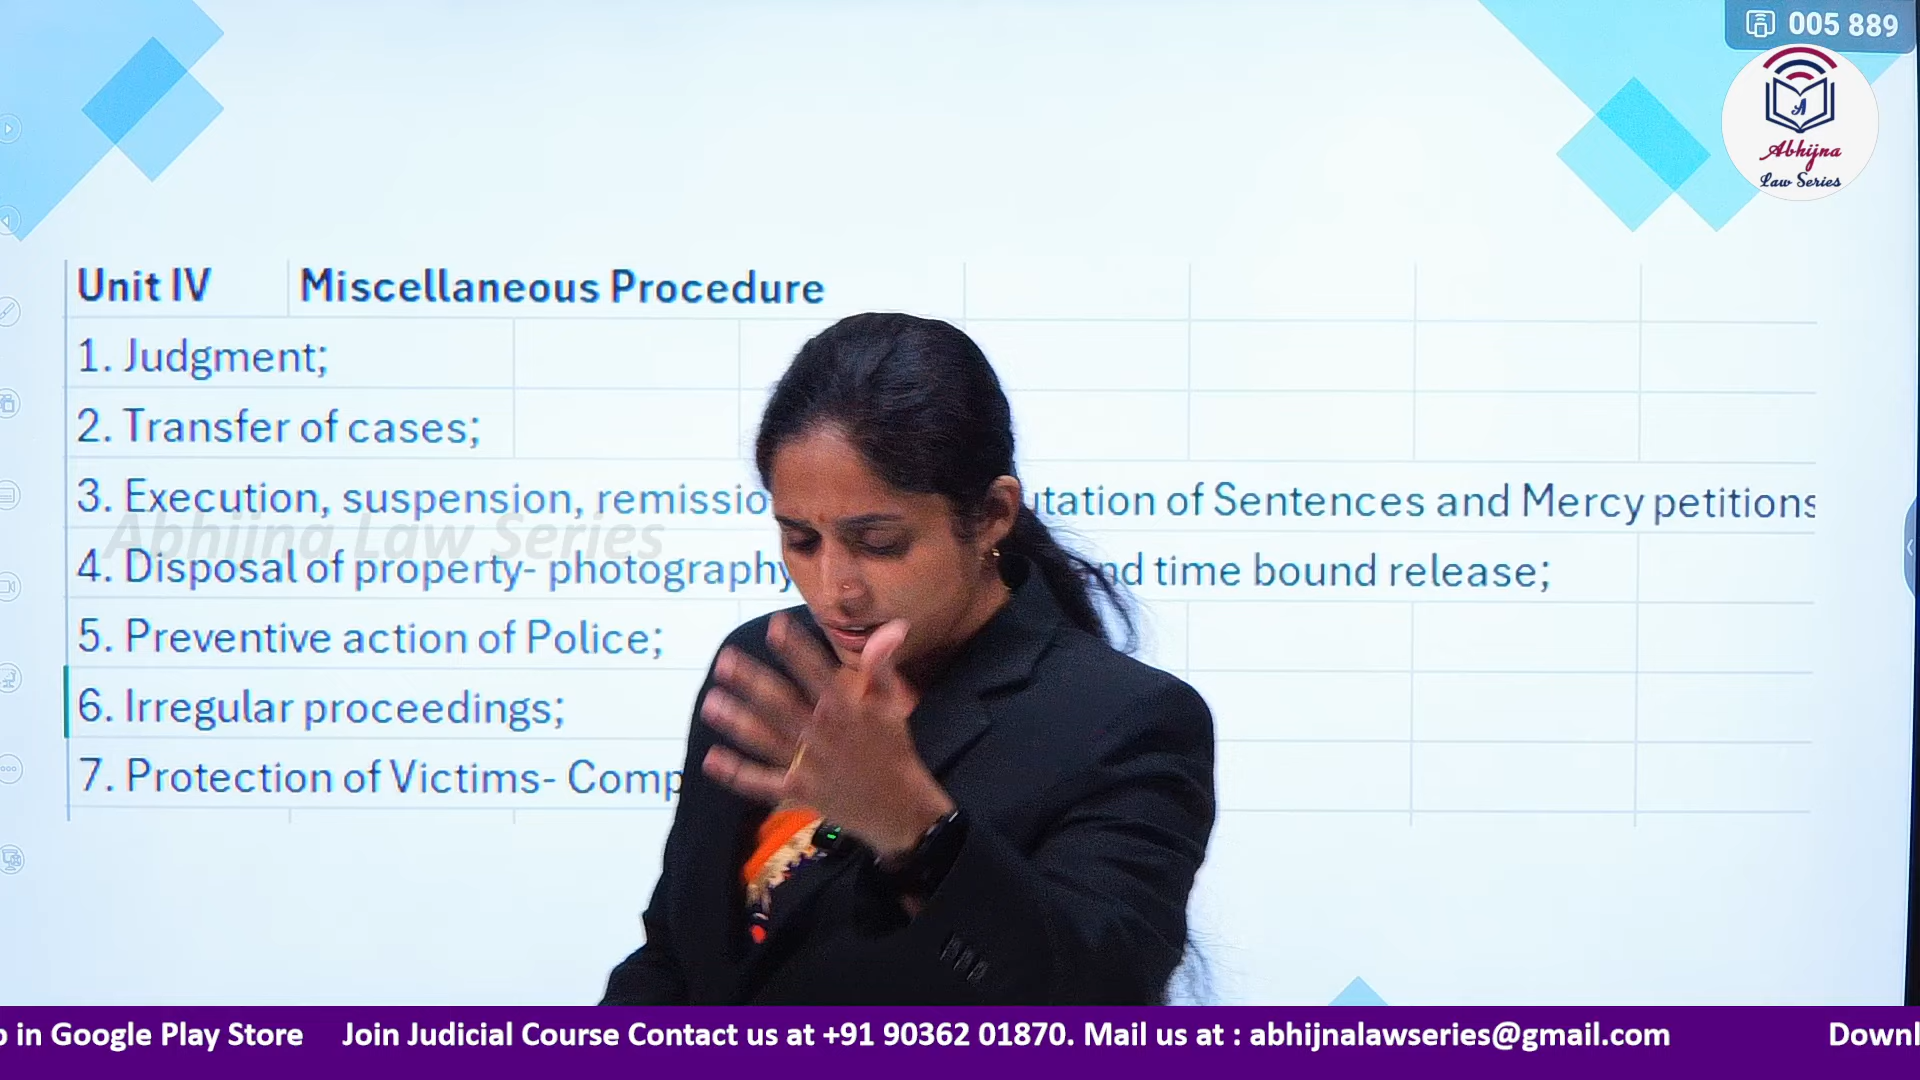 005 889
A
Abhijna
Law Series
Unit IV Miscellaneous Procedure
1. Judgment;
2. Transfer of cases;
3. Execution, suspension, remissio utation of Sentences and Mercy petitions
Abhijna Law Series
4. Disposal of property- photography nd time bound release;
5. Preventive action of Police;
6. Irregular proceedings;
7. Protection of Victims- Comp
p in Google Play Store Join Judicial Course Contact us at +91 90362 01870. Mail us at : abhijnalawseries@gmail.com Downl